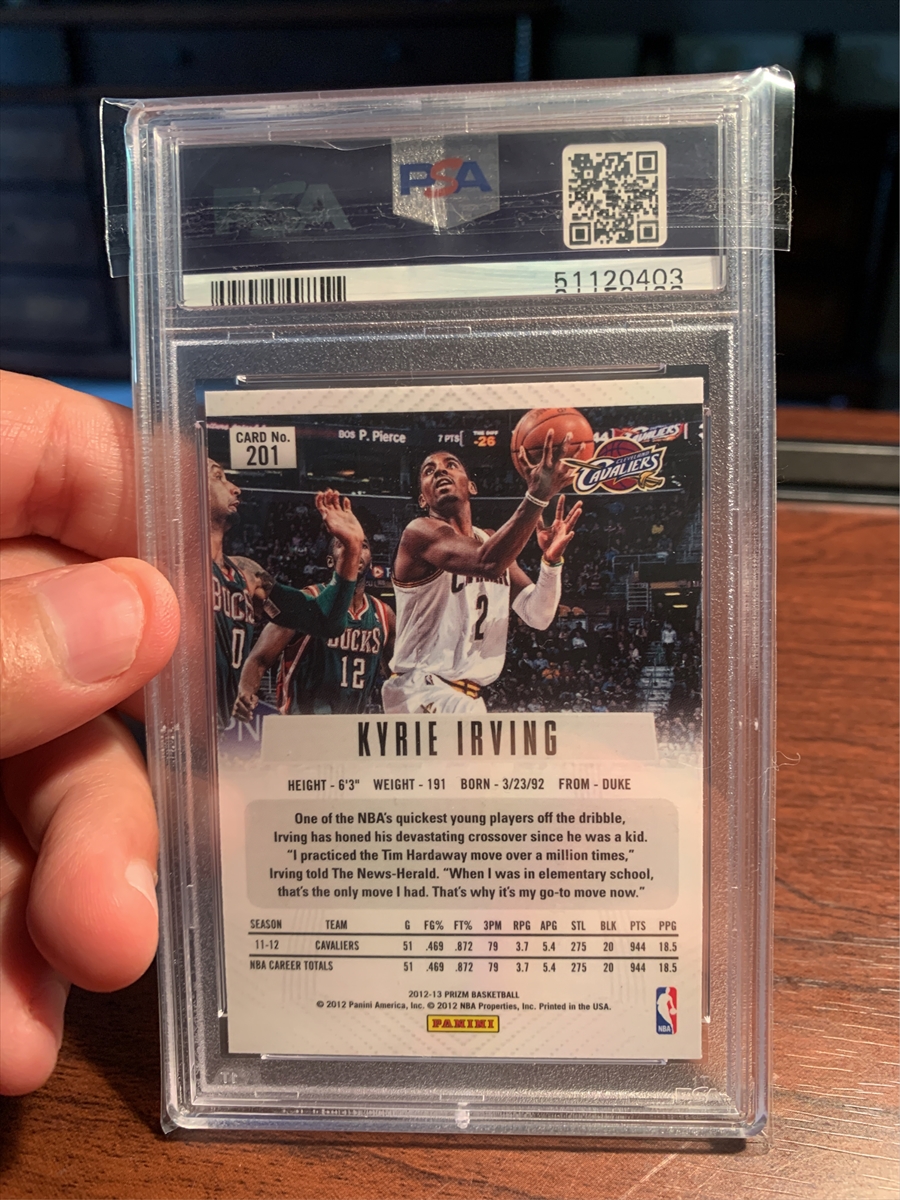 PSA
PSA
51120403
CARD No.
201
BOS P. Pierce
7 PTS
-26
CAVALIERS
CLEVELAND
CAVALIERS
2
BUCKS
0
BUCKS
12
KYRIE IRVING
HEIGHT - 6'3" WEIGHT - 191 BORN - 3/23/92 FROM - DUKE
One of the NBA's quickest young players off the dribble,
Irving has honed his devastating crossover since he was a kid.
"I practiced the Tim Hardaway move over a million times,"
Irving told The News-Herald. "When I was in elementary school,
that's the only move I had. That's why it's my go-to move now."
SEASON TEAM G FG% FT% 3PM RPG APG STL BLK PTS PPG
11-12 CAVALIERS 51 .469 .872 79 3.7 5.4 275 20 944 18.5
NBA CAREER TOTALS 51 .469 .872 79 3.7 5.4 275 20 944 18.5
2012-13 PRIZM BASKETBALL
© 2012 Panini America, Inc. © 2012 NBA Properties, Inc. Printed in the USA.
PANINI
NBA